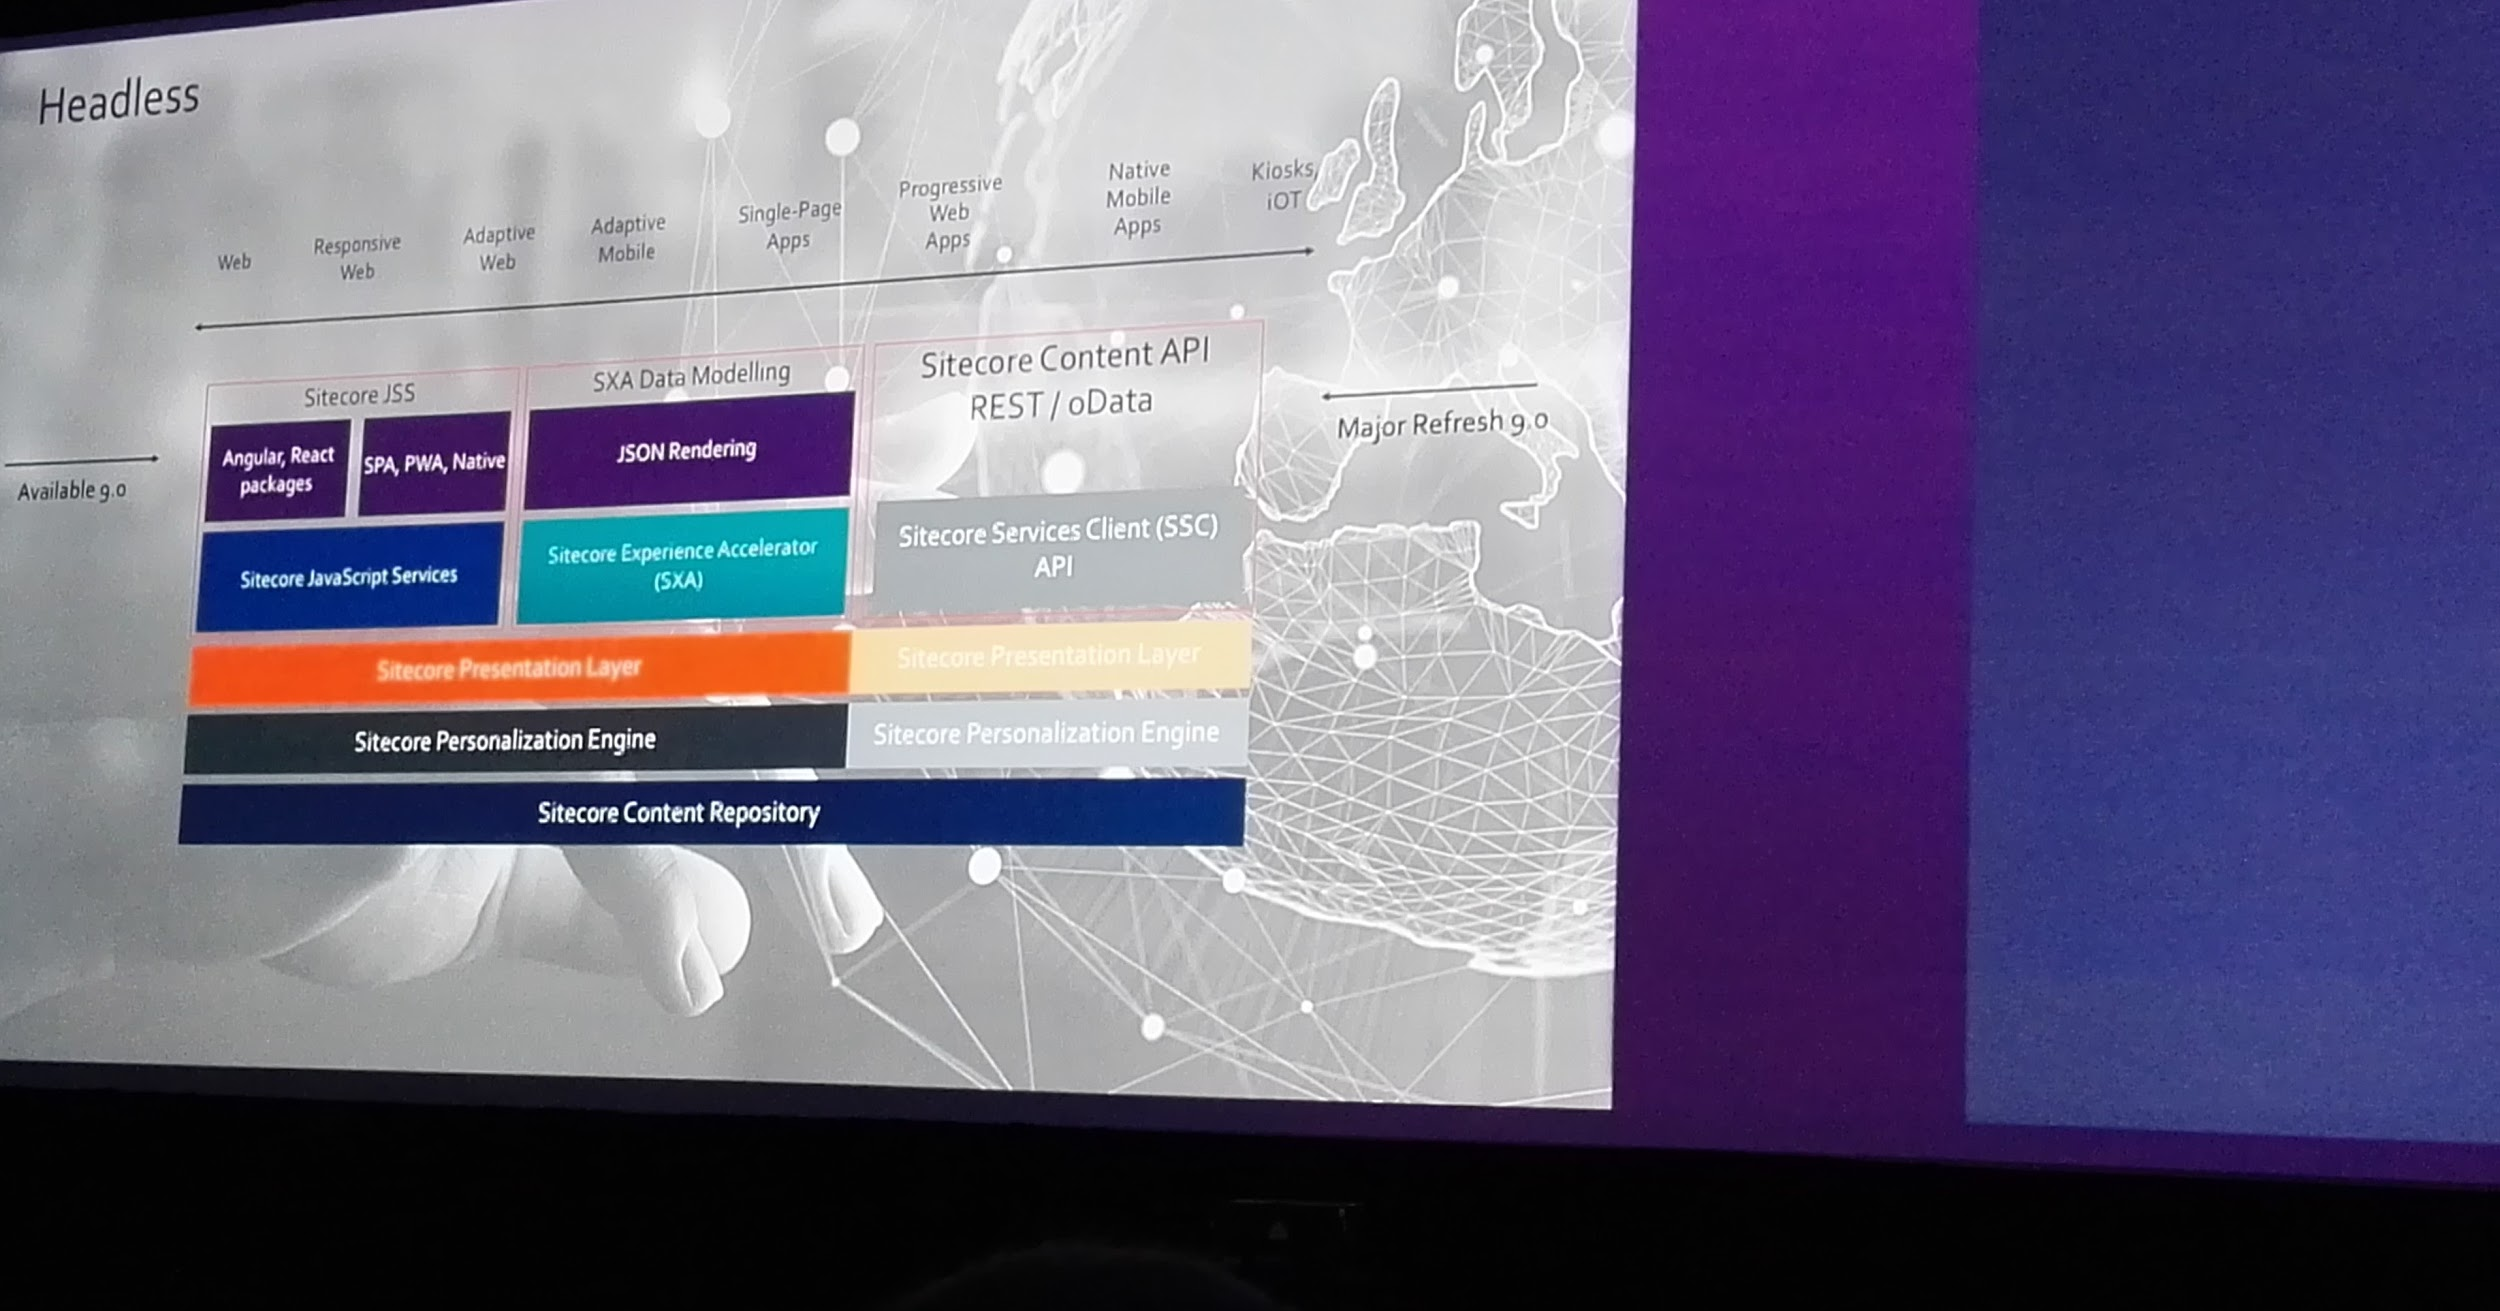 Headless
Web
Responsive
Web
Adaptive
Web
Adaptive
Mobile
Single-Page
Apps
Progressive
Web
Apps
Native
Mobile
Apps
Kiosks,
iOT
Available 9.0
Sitecore JSS
Angular, React
packages
SPA, PWA, Native
Sitecore JavaScript Services
SXA Data Modelling
JSON Rendering
Sitecore Experience Accelerator
(SXA)
Sitecore Content API
REST / oData
Sitecore Services Client (SSC)
API
Major Refresh 9.0
Sitecore Presentation Layer
Sitecore Presentation Layer
Sitecore Personalization Engine
Sitecore Personalization Engine
Sitecore Content Repository